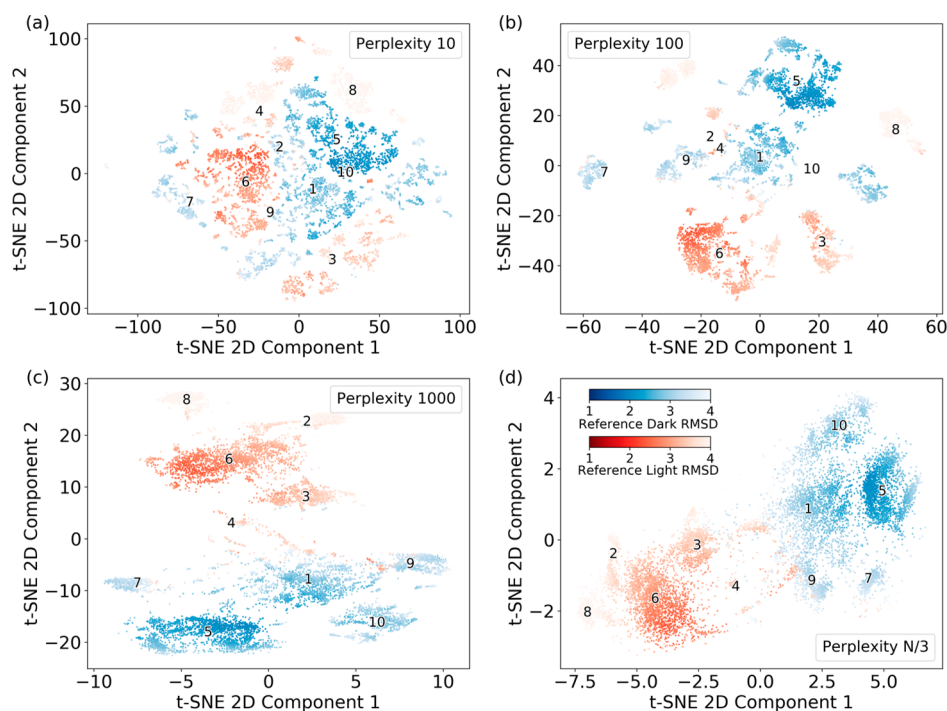 (a)
Perplexity 10
t-SNE 2D Component 2
100
50
0
−50
−100
8
4
5
2
10
6
1
7
9
3
−100 −50 0 50 100
t-SNE 2D Component 1
(b)
Perplexity 100
t-SNE 2D Component 2
40
20
0
−20
−40
5
8
2
4
1
9
10
7
3
6
−60 −40 −20 0 20 40 60
t-SNE 2D Component 1
(c)
Perplexity 1000
t-SNE 2D Component 2
30
20
10
0
−10
−20
8
2
6
3
4
9
1
7
10
5
−10 −5 0 5 10
t-SNE 2D Component 1
(d)
1 2 3 4
Reference Dark RMSD
1 2 3 4
Reference Light RMSD
t-SNE 2D Component 2
4
2
0
−2
10
5
1
3
2
9
7
4
6
8
Perplexity N/3
−7.5 −5.0 −2.5 0.0 2.5 5.0
t-SNE 2D Component 1